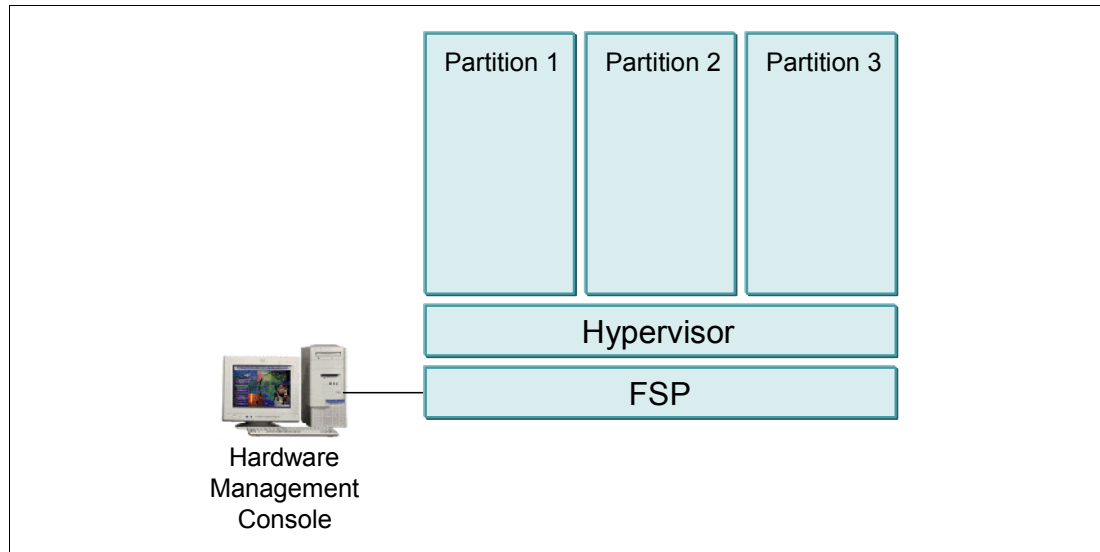 Partition 1
Partition 2
Partition 3
Hypervisor
FSP
Hardware
Management
Console